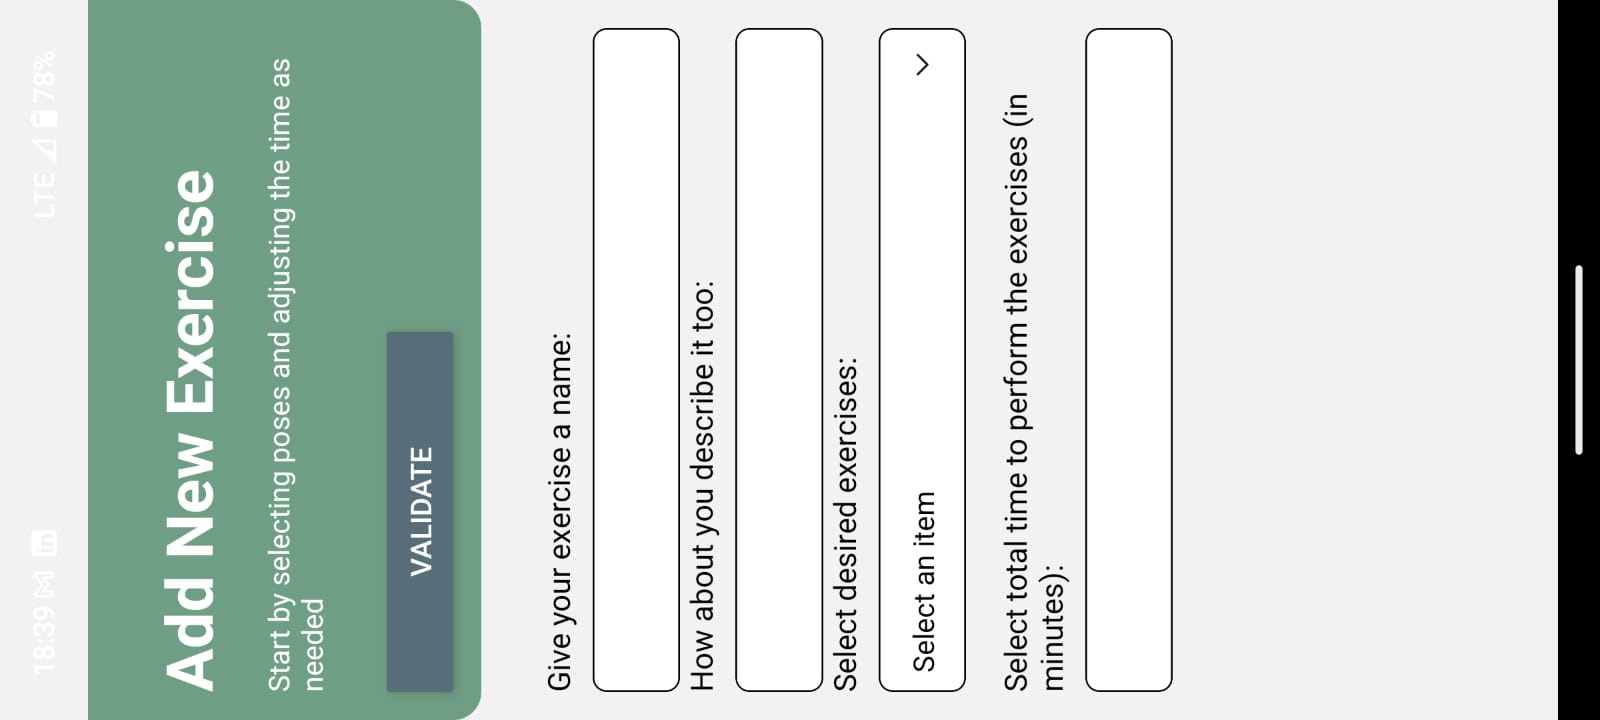 18:39
LTE 78%
Add New Exercise
Start by selecting poses and adjusting the time as
needed
VALIDATE
Give your exercise a name:
How about you describe it too:
Select desired exercises:
Select an item
Select total time to perform the exercises (in
minutes):